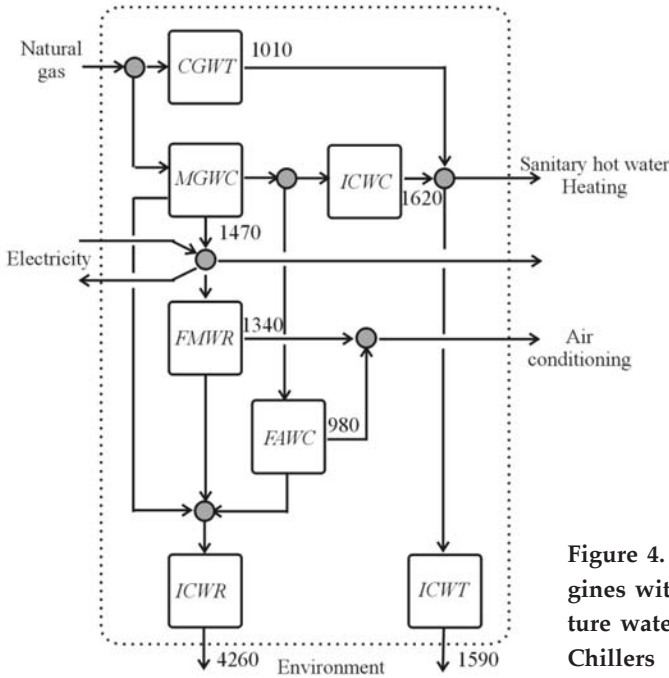 1010
Natural
gas
CGWT
MGWC
ICWC
Sanitary hot water
Heating
1620
1470
Electricity
1340
FMWR
Air
conditioning
980
FAWC
ICWR
ICWT
Figure 4.
gines wit
ture wate
Chillers
4260
Environment
1590